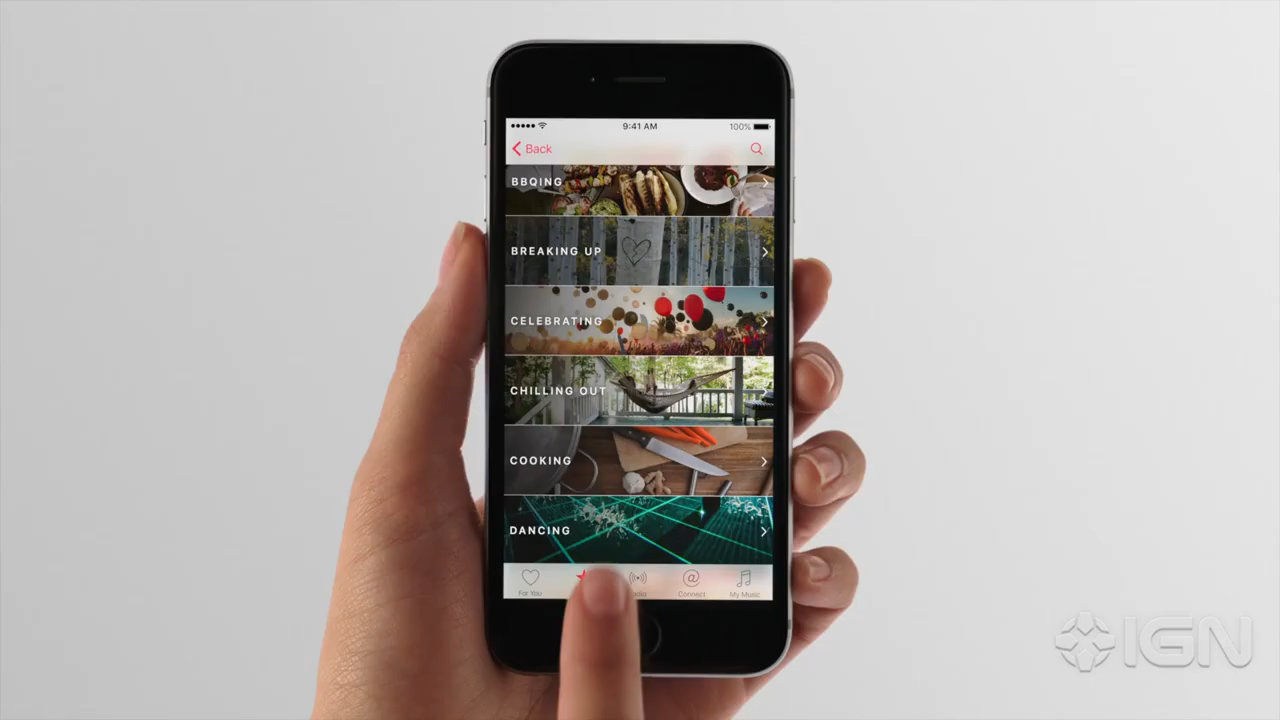 9:41 AM
100%
Back
BBQING
BREAKING UP
CELEBRATING
CHILLING OUT
COOKING
DANCING
For You
Connect
My Music
IGN